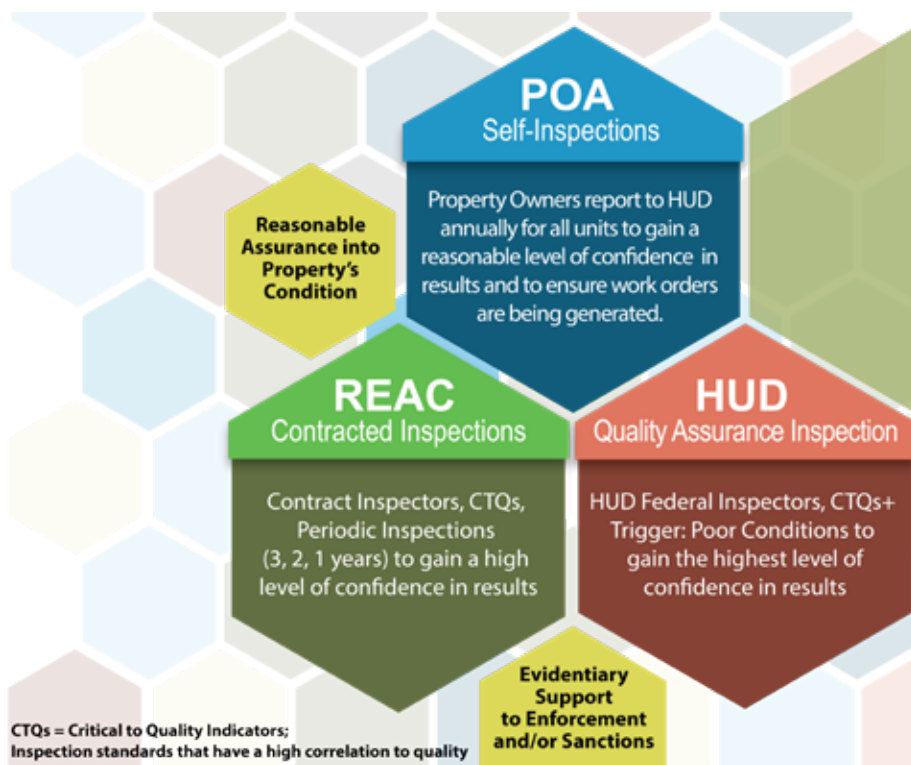 POA
Self-Inspections
Property Owners report to HUD
annually for all units to gain a
reasonable level of confidence in
results and to ensure work orders
are being generated.
Reasonable
Assurance into
Property's
Condition
REAC
Contracted Inspections
Contract Inspectors, CTQs,
Periodic Inspections
(3, 2, 1 years) to gain a high
level of confidence in results
HUD
Quality Assurance Inspection
HUD Federal Inspectors, CTQs+
Trigger: Poor Conditions to
gain the highest level of
confidence in results
Evidentiary
Support
to Enforcement
and/or Sanctions
CTQs = Critical to Quality Indicators;
Inspection standards that have a high correlation to quality